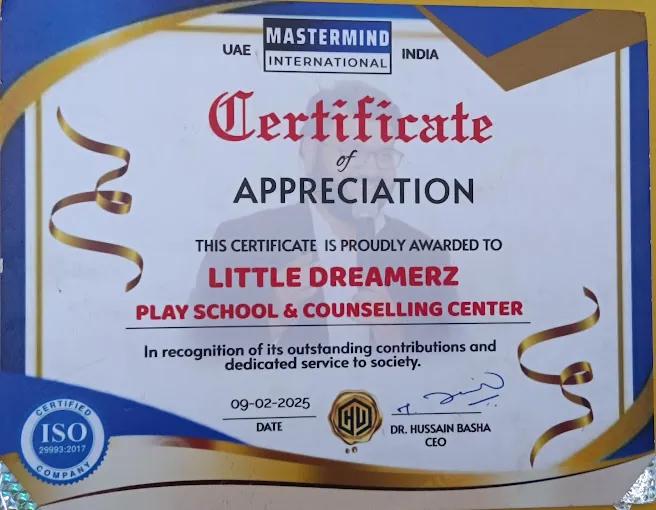 UAE
MASTERMIND
INTERNATIONAL
INDIA
Certificate
of
APPRECIATION
THIS CERTIFICATE IS PROUDLY AWARDED TO
LITTLE DREAMERZ
PLAY SCHOOL & COUNSELLING CENTER
In recognition of its outstanding contributions and
dedicated service to society.
09-02-2025
DATE
DR. HUSSAIN BASHA
CEO
CERTIFIED
ISO
29993:2017
COMPANY